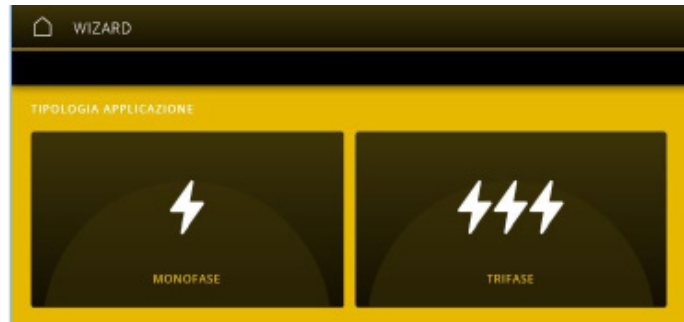 WIZARD
TIPOLOGIA APPLICAZIONE
MONOFASE
TRIFASE